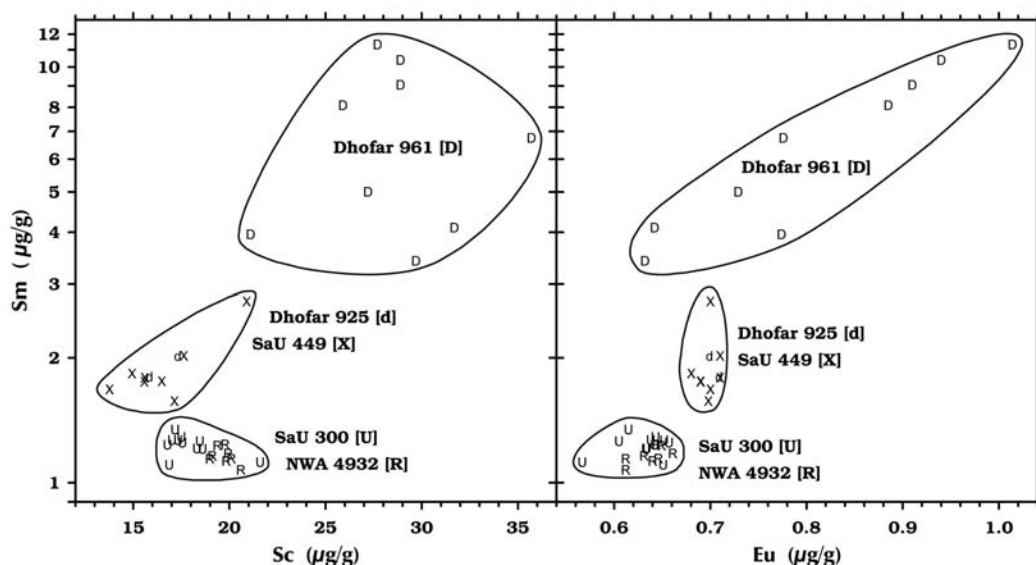 12
10
9
8
7
6
5
4
3
2
1
Sm (µg/g)
Dhofar 961 [D]
Dhofar 925 [d]
SaU 449 [X]
SaU 300 [U]
NWA 4932 [R]
15 20 25 30 35
Sc (µg/g)
Dhofar 961 [D]
Dhofar 925 [d]
SaU 449 [X]
SaU 300 [U]
NWA 4932 [R]
0.6 0.7 0.8 0.9 1.0
Eu (µg/g)